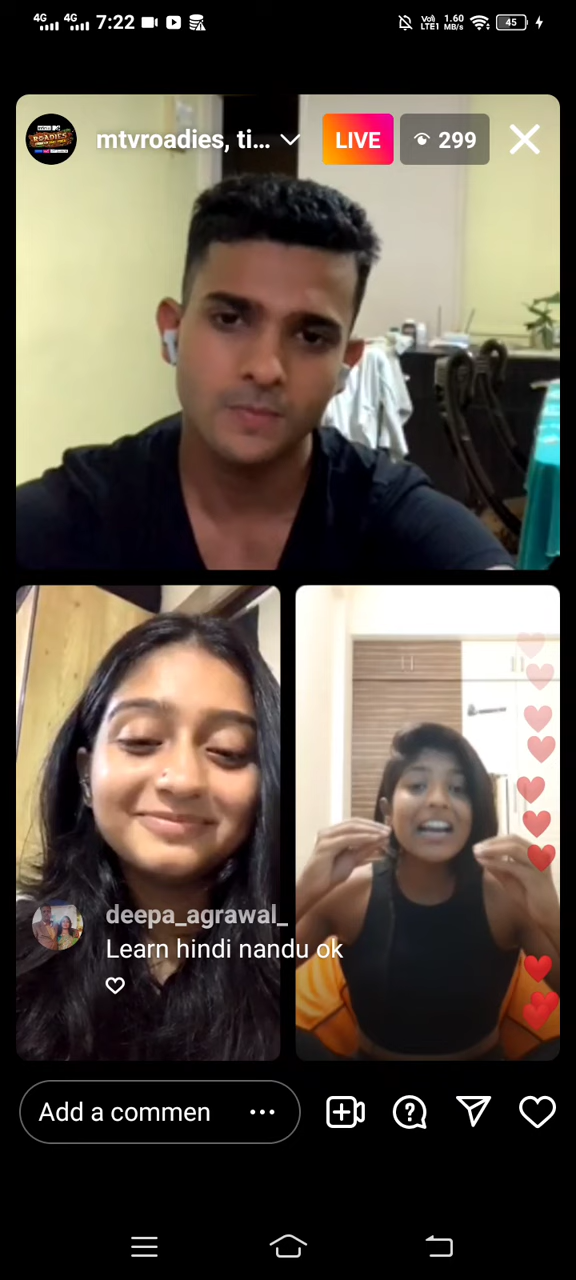 4G 4G 7:22 Vo) LTE1 1.60 MB/s 45
ROADIES
mtvroadies, ti... LIVE 299
deepa_agrawal_
Learn hindi nandu ok
Add a commen